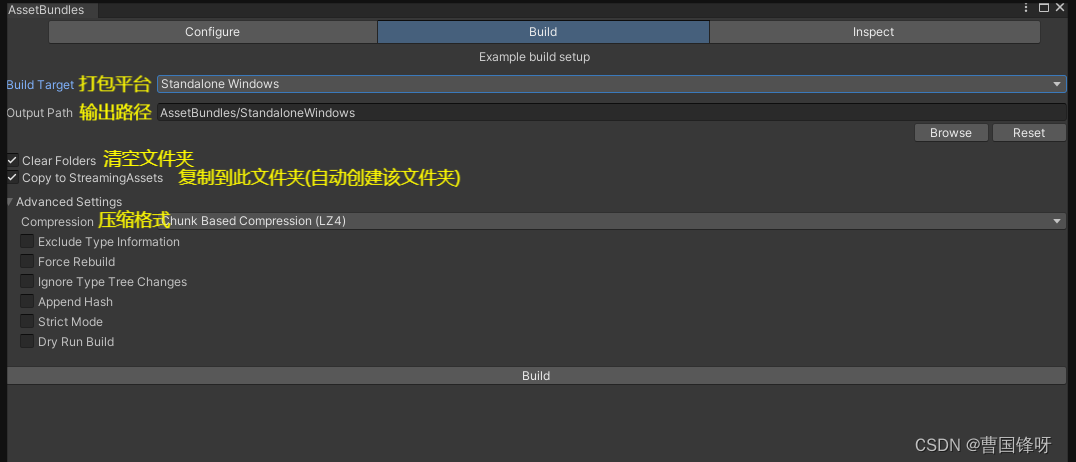 AssetBundles
Configure Build Inspect
Example build setup
Build Target 打包平台 Standalone Windows
Output Path 输出路径 AssetBundles/StandaloneWindows
Browse Reset
Clear Folders 清空文件夹
Copy to StreamingAssets 复制到此文件夹(自动创建该文件夹)
Advanced Settings
Compression 压缩格式 Chunk Based Compression (LZ4)
Exclude Type Information
Force Rebuild
Ignore Type Tree Changes
Append Hash
Strict Mode
Dry Run Build
Build
CSDN @曹国锋呀